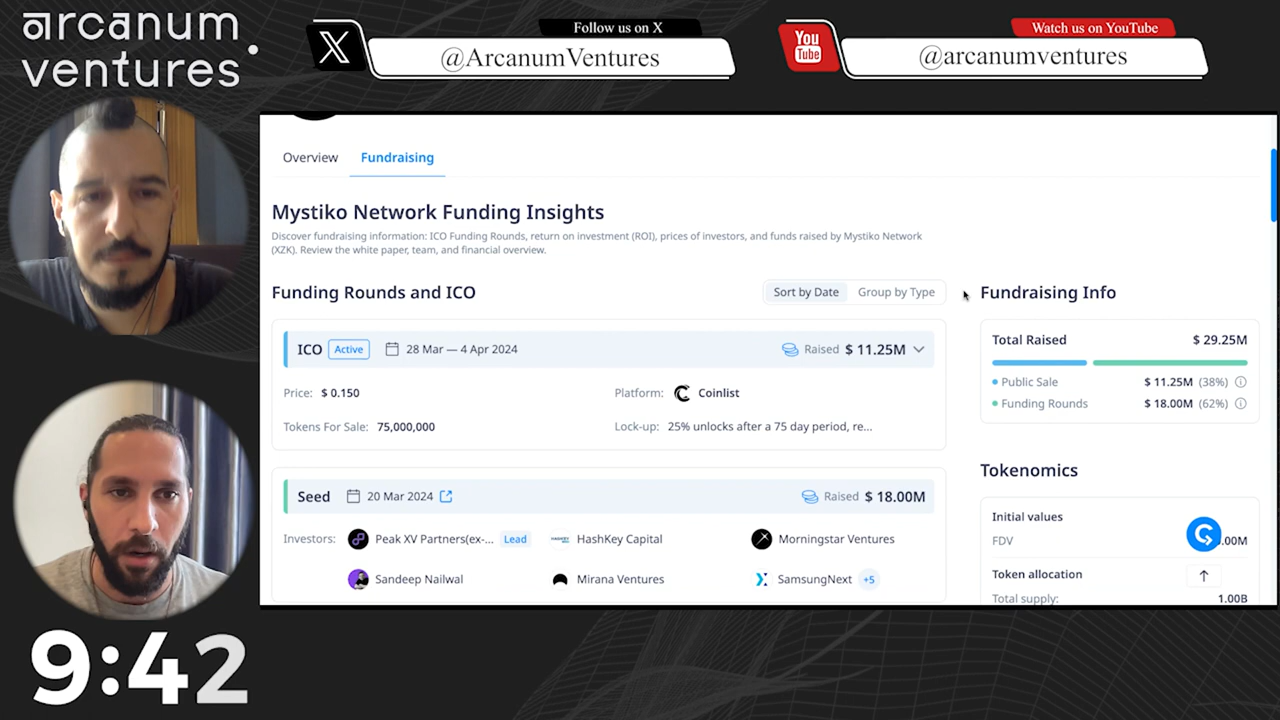 arcanum
ventures.
Follow us on X
@ArcanumVentures
You
Tube
Watch us on YouTube
@arcanumventures
Overview
Fundraising
Mystiko Network Funding Insights
Discover fundraising information: ICO Funding Rounds, return on investment (ROI), prices of investors, and funds raised by Mystiko Network
(XZK). Review the white paper, team, and financial overview.
Funding Rounds and ICO
Sort by Date
Group by Type
ICO Active 28 Mar — 4 Apr 2024 Raised $ 11.25M
Price: $ 0.150
Platform: Coinlist
Tokens For Sale: 75,000,000
Lock-up: 25% unlocks after a 75 day period, re...
Seed 20 Mar 2024 Raised $ 18.00M
Investors: Peak XV Partners(ex-... Lead HashKey Capital Morningstar Ventures
Sandeep Nailwal Mirana Ventures SamsungNext +5
Fundraising Info
Total Raised $ 29.25M
Public Sale $ 11.25M (38%)
Funding Rounds $ 18.00M (62%)
Tokenomics
Initial values
FDV .00M
Token allocation
Total supply: 1.00B
9:42